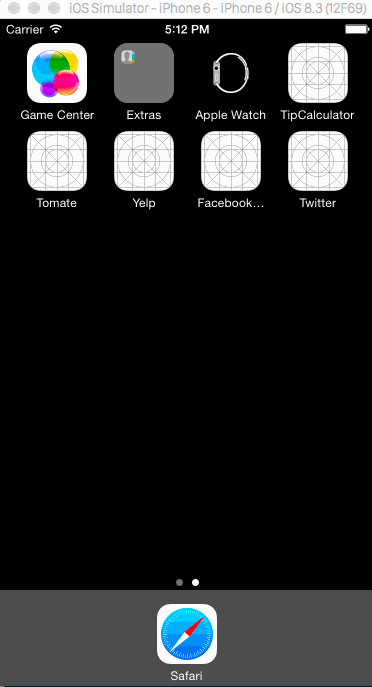 iOS Simulator - iPhone 6 - iPhone 6 / iOS 8.3 (12F69)
Carrier 5:12 PM
Game Center Extras Apple Watch TipCalculator
Tomate Yelp Facebook... Twitter
Safari